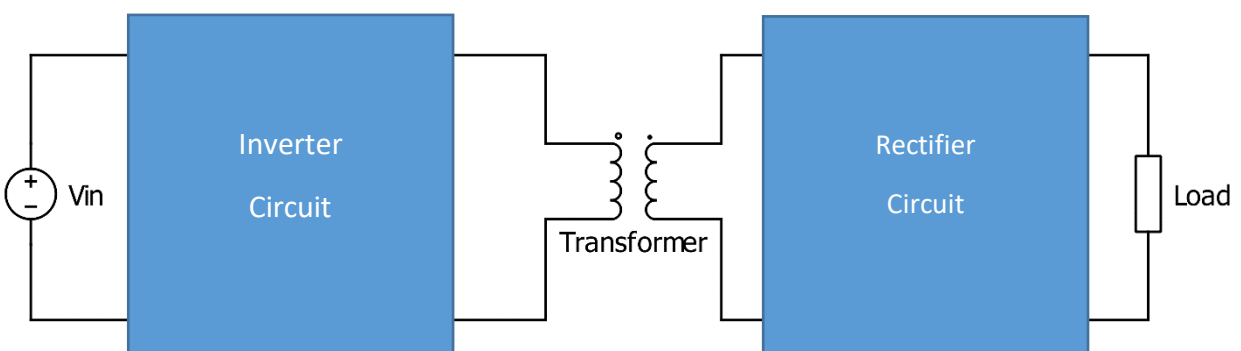 Inverter
Circuit
+
−
Vin
Transformer
Rectifier
Circuit
Load